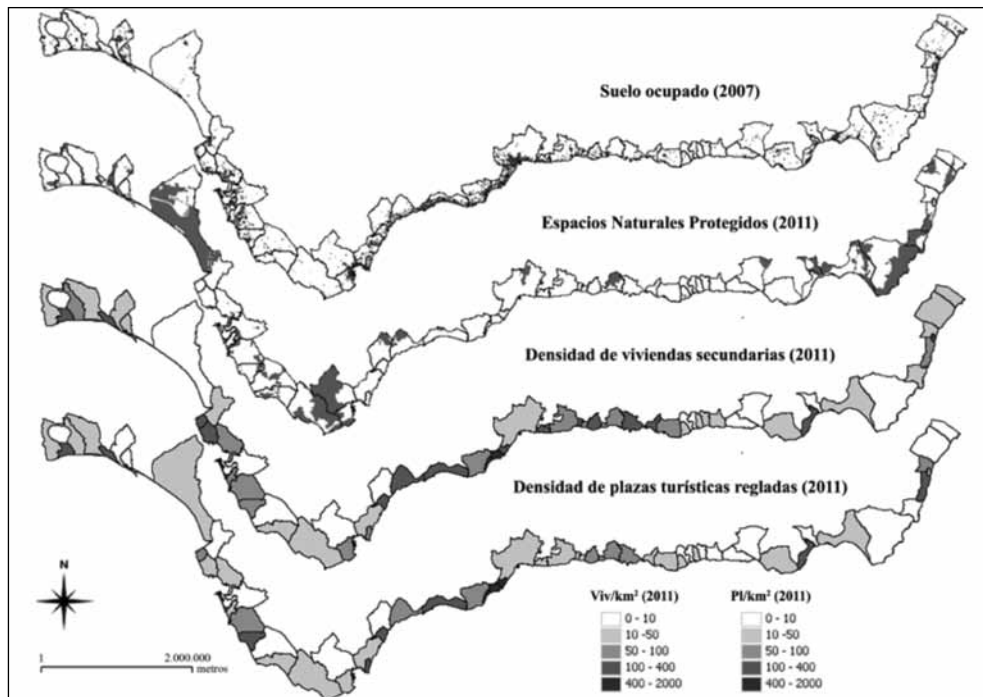 Suelo ocupado (2007)
Espacios Naturales Protegidos (2011)
Densidad de viviendas secundarias (2011)
Densidad de plazas turísticas regladas (2011)
N
1 2.000.000
metros
Viv/km² (2011) Pl/km² (2011)
0 - 10 0 - 10
10 -50 10 -50
50 - 100 50 - 100
100 - 400 100 - 400
400 - 2000 400 - 2000